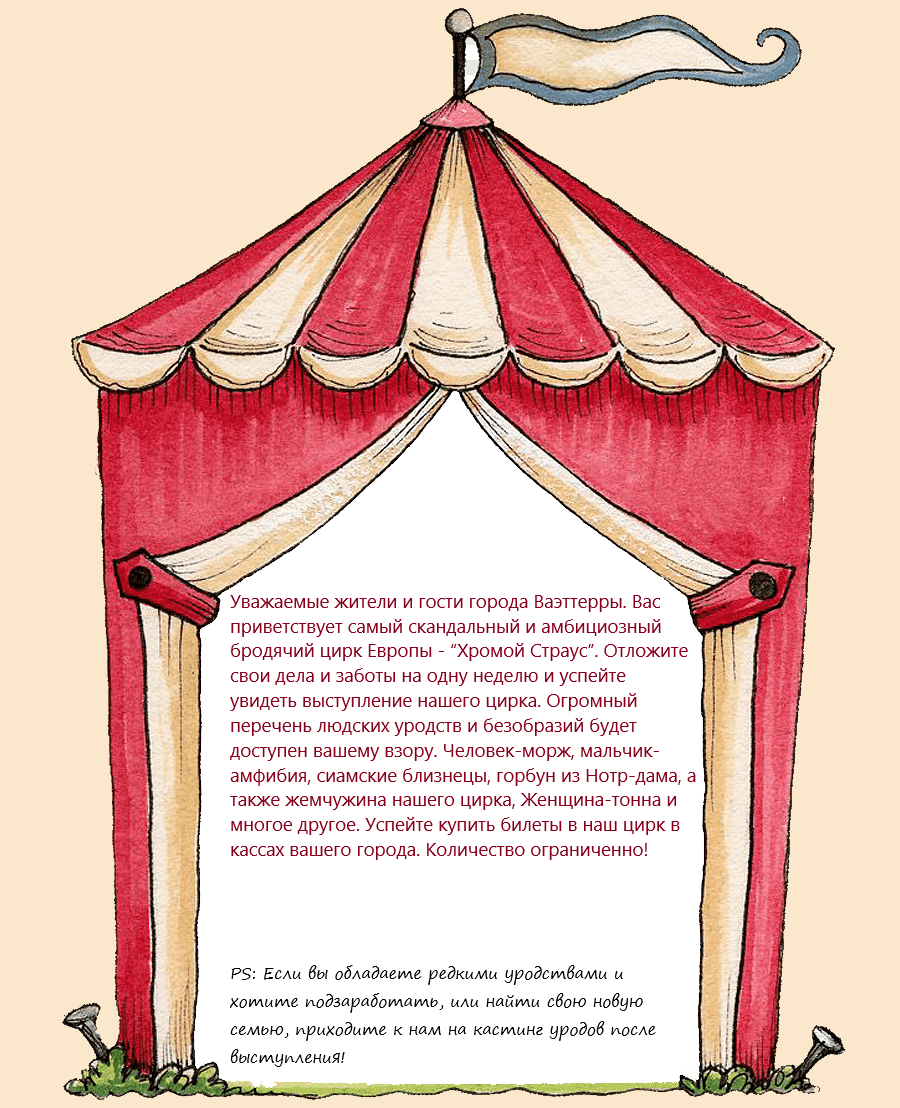 Уважаемые жители и гости города Ваэттерры. Вас
приветствует самый скандальный и амбициозный
бродячий цирк Европы - “Хромой Страус”. Отложите
свои дела и заботы на одну неделю и успейте
увидеть выступление нашего цирка. Огромный
перечень людских уродств и безобразий будет
доступен вашему взору. Человек-морж, мальчик-
амфибия, сиамские близнецы, горбун из Нотр-дама, а
также жемчужина нашего цирка, Женщина-тонна и
многое другое. Успейте купить билеты в наш цирк в
кассах вашего города. Количество ограниченно!
PS: Если вы обладаете редкими уродствами и
хотите подзаработать, или найти свою новую
семью, приходите к нам на кастинг уродов после
выступления!